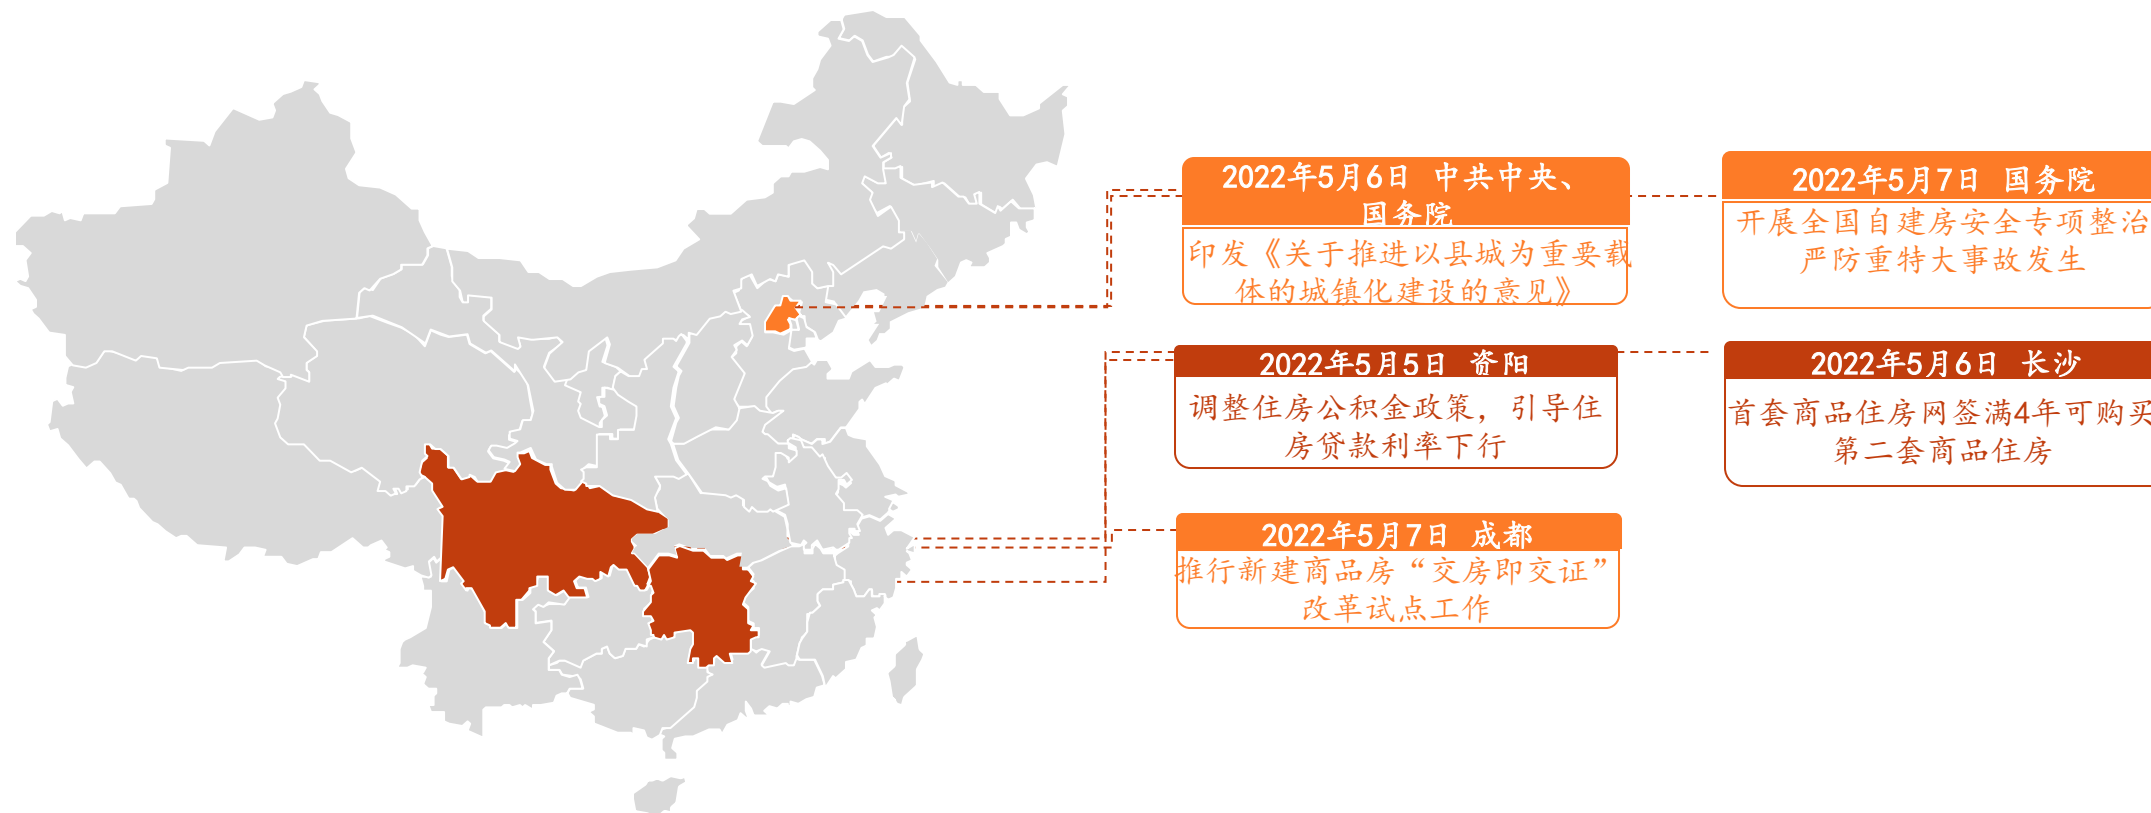 2022年5月6日 中共中央、
国务院
印发《关于推进以县城为重要载
体的城镇化建设的意见》
2022年5月7日 国务院
开展全国自建房安全专项整治
严防重特大事故发生
2022年5月5日 资阳
调整住房公积金政策，引导住
房贷款利率下行
2022年5月6日 长沙
首套商品住房网签满4年可购买
第二套商品住房
2022年5月7日 成都
推行新建商品房“交房即交证”
改革试点工作